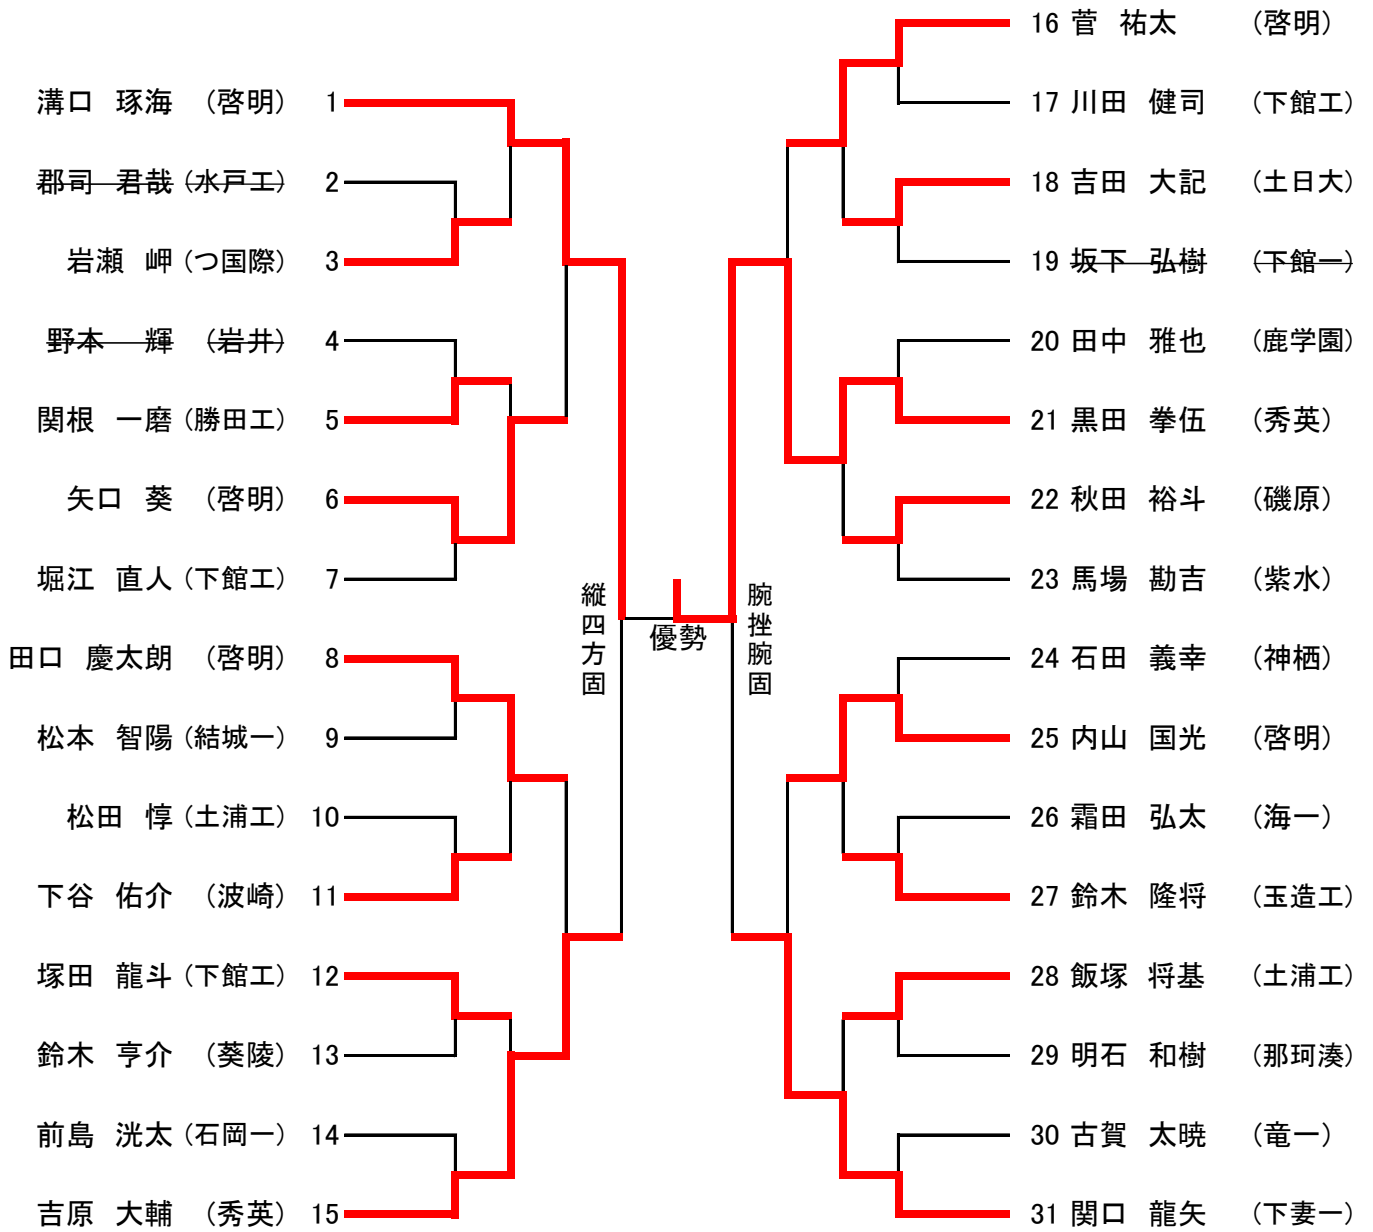 溝口 琢海 (啓明) 1
郡司 君哉 (水戸工) 2
岩瀬 岬 (つ国際) 3
野本 輝 (岩井) 4
関根 一磨 (勝田工) 5
矢口 葵 (啓明) 6
堀江 直人 (下館工) 7
田口 慶太朗 (啓明) 8
松本 智陽 (結城一) 9
松田 惇 (土浦工) 10
下谷 佑介 (波崎) 11
塚田 龍斗 (下館工) 12
鈴木 亨介 (葵陵) 13
前島 洸太 (石岡一) 14
吉原 大輔 (秀英) 15
縦四方固
優勢
腕挫腕固
16 菅 祐太 (啓明)
17 川田 健司 (下館工)
18 吉田 大記 (土日大)
19 坂下 弘樹 (下館一)
20 田中 雅也 (鹿学園)
21 黒田 拳伍 (秀英)
22 秋田 裕斗 (磯原)
23 馬場 勘吉 (紫水)
24 石田 義幸 (神栖)
25 内山 国光 (啓明)
26 霜田 弘太 (海一)
27 鈴木 隆将 (玉造工)
28 飯塚 将基 (土浦工)
29 明石 和樹 (那珂湊)
30 古賀 太暁 (竜一)
31 関口 龍矢 (下妻一)